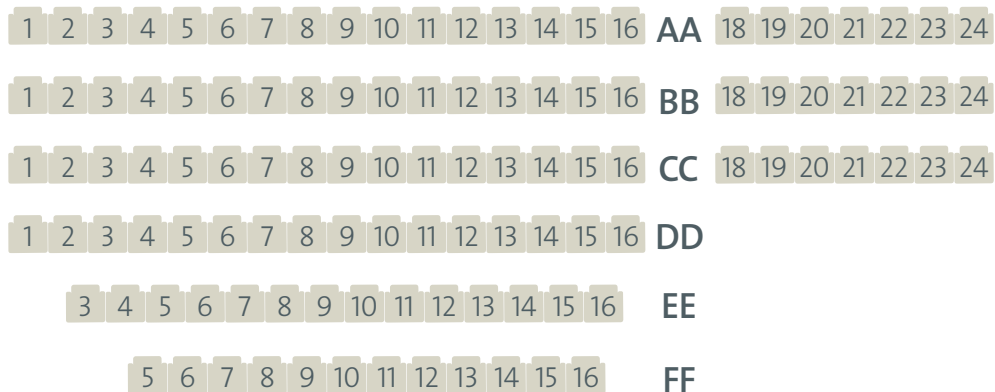 1 2 3 4 5 6 7 8 9 10 11 12 13 14 15 16 AA 18 19 20 21 22 23 24
1 2 3 4 5 6 7 8 9 10 11 12 13 14 15 16 BB 18 19 20 21 22 23 24
1 2 3 4 5 6 7 8 9 10 11 12 13 14 15 16 CC 18 19 20 21 22 23 24
1 2 3 4 5 6 7 8 9 10 11 12 13 14 15 16 DD
3 4 5 6 7 8 9 10 11 12 13 14 15 16 EE
5 6 7 8 9 10 11 12 13 14 15 16 FF